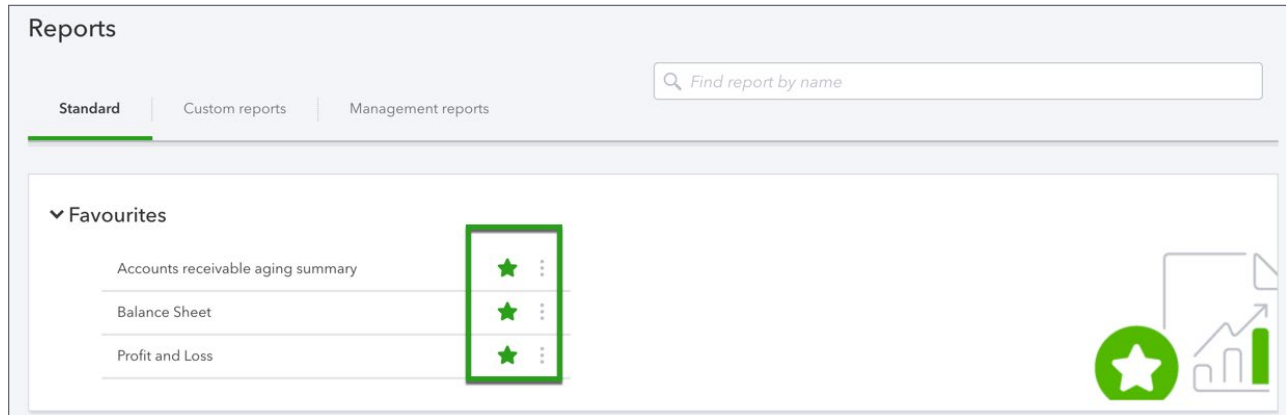 Reports
Find report by name
Standard Custom reports Management reports
Favourites
Accounts receivable aging summary
Balance Sheet
Profit and Loss